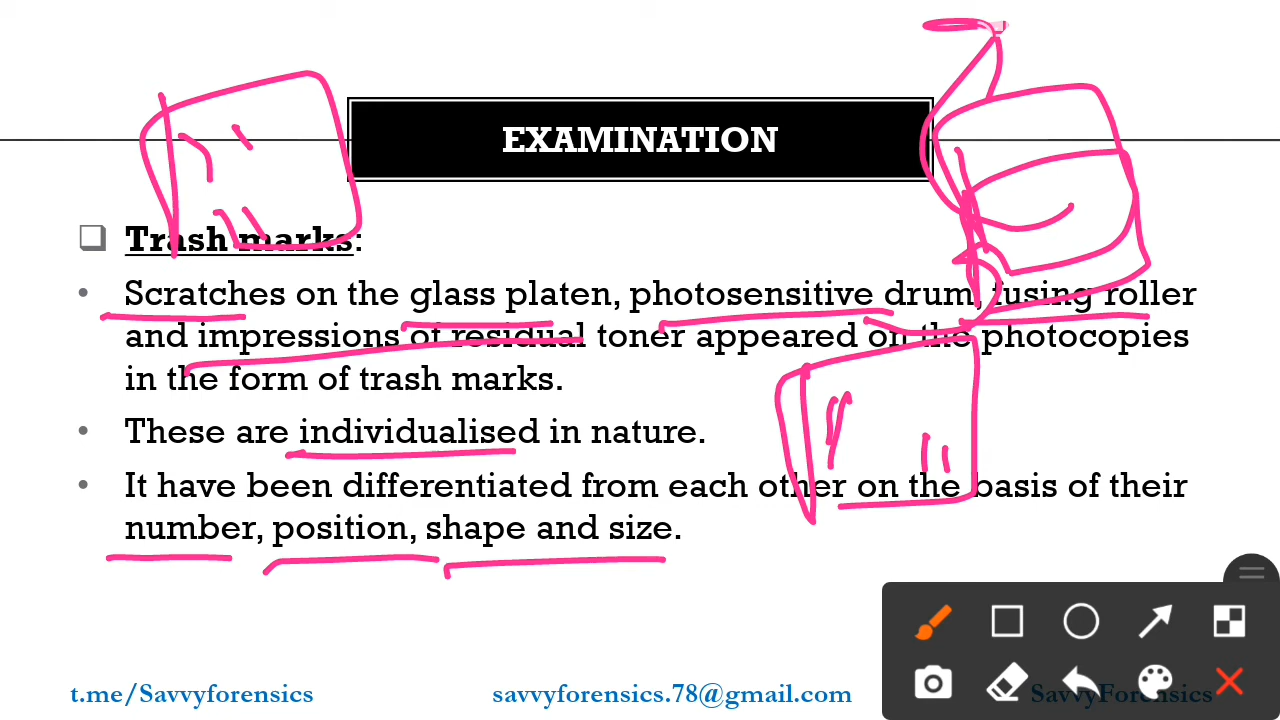 EXAMINATION
Trash marks:
Scratches on the glass platen, photosensitive drum, fusing roller
and impressions of residual toner appeared on the photocopies
in the form of trash marks.
These are individualised in nature.
It have been differentiated from each other on the basis of their
number, position, shape and size.
t.me/Savvyforensics
savvyforensics.78@gmail.com
SavvyForensics